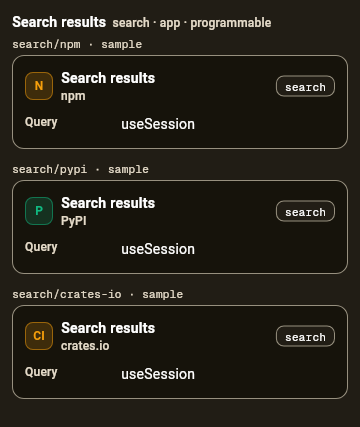 Search results search · app · programmable
search/npm · sample
N Search results search
npm
Query useSession
search/pypi · sample
P Search results search
PyPI
Query useSession
search/crates-io · sample
CI Search results search
crates.io
Query useSession